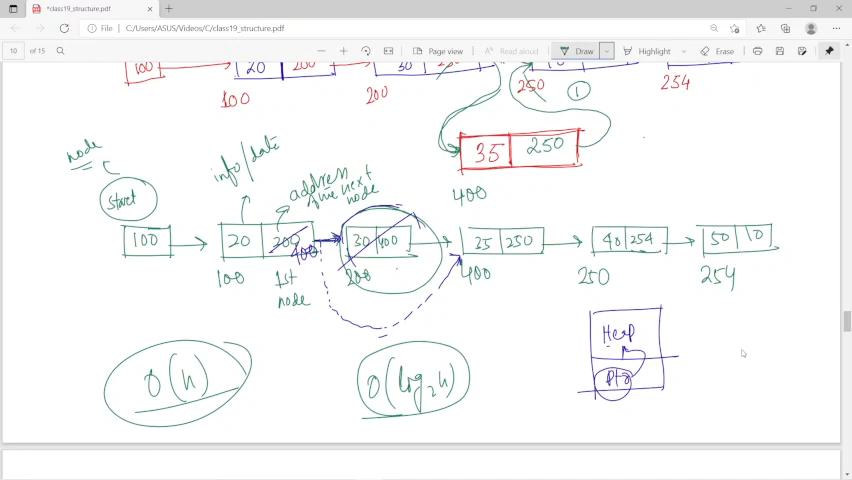 *class19_structure.pdf
File
C:/Users/ASUS/Videos/C/class19_structure.pdf
10
of 15
Page view
Read aloud
Draw
Highlight
Erase
100
20
200
30
250
100
200
250
1
254
35
250
400
node
start
info/data
address
of the next
node
100
20
200
400
30
400
35
250
40
254
50
10
100
1st
node
200
400
250
254
O(n)
O(log2n)
Heap
Ptr